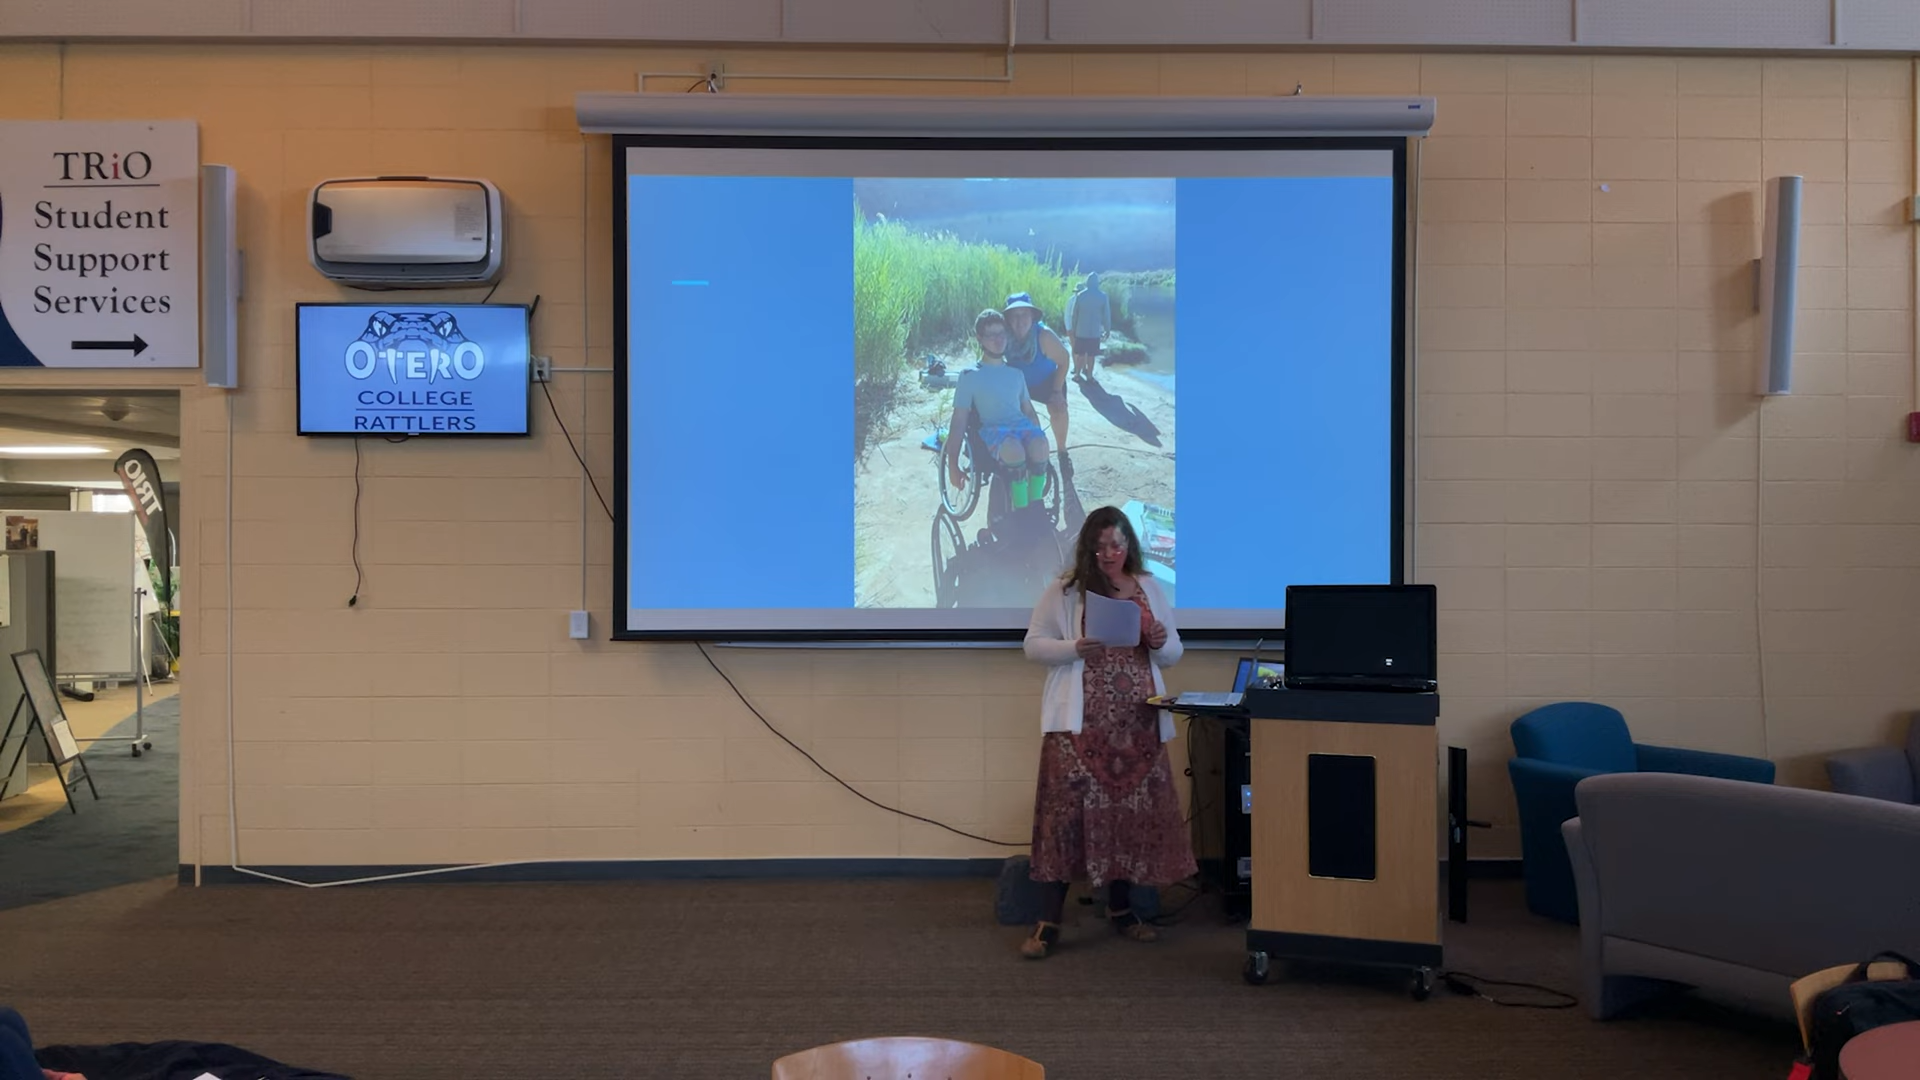 TRiO
Student
Support
Services
OTERO
COLLEGE
RATTLERS
TRIO